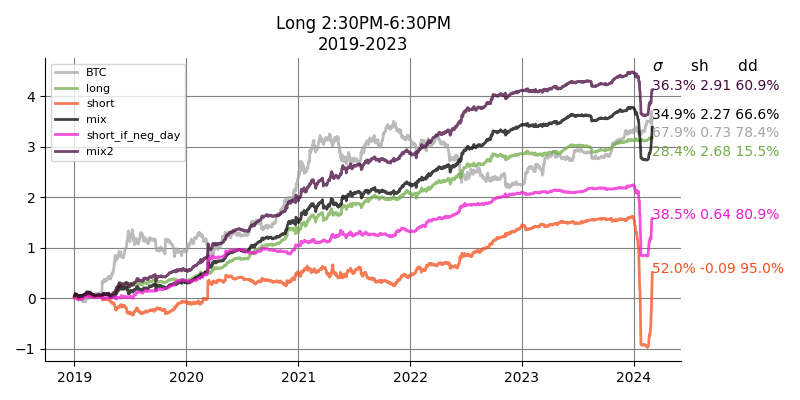 Long 2:30PM-6:30PM
2019-2023
σ sh dd
BTC
long
short
mix
short_if_neg_day
mix2
36.3% 2.91 60.9%
34.9% 2.27 66.6%
67.9% 0.73 78.4%
28.4% 2.68 15.5%
38.5% 0.64 80.9%
52.0% -0.09 95.0%
4
3
2
1
0
−1
2019 2020 2021 2022 2023 2024